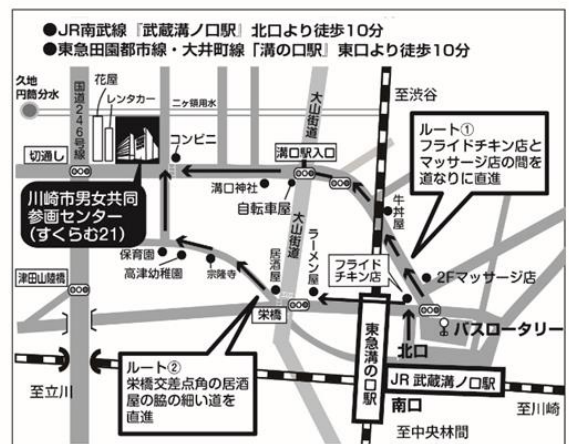 ●JR南武線『武蔵溝ノ口駅』北口より徒歩10分
●東急田園都市線・大井町線「溝の口駅」東口より徒歩10分
久地
円筒分水
国道246号線
花屋
レンタカー
二ヶ領用水
大山街道
至渋谷
コンビニ
切通し
溝口駅入口
ルート①
フライドチキン店と
マッサージ店の間を
道なりに直進
川崎市男女共同
参画センター
(すくらむ21)
溝口神社
自転車屋
牛丼屋
大山街道
ラーメン屋
居酒屋
保育園
高津幼稚園
宗隆寺
フライド
チキン店
2Fマッサージ店
津田山陸橋
栄橋
バスロータリー
北口
東急溝の口駅
ルート②
栄橋交差点角の居酒
屋の脇の細い道を
直進
JR 武蔵溝ノ口駅
南口
至立川
至川崎
至中央林間